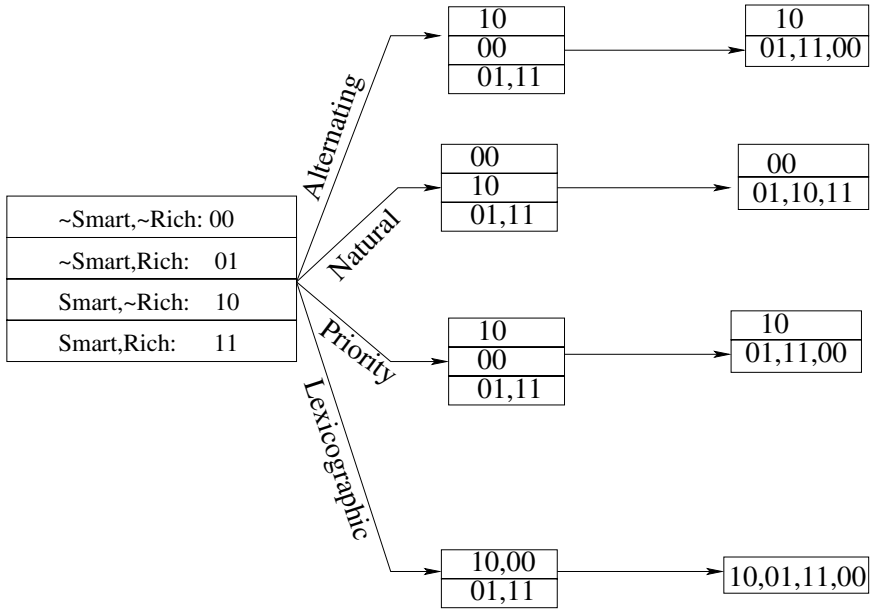 ~Smart,~Rich: 00
~Smart,Rich: 01
Smart,~Rich: 10
Smart,Rich: 11
Alternating
10
00
01,11
10
01,11,00
Natural
00
10
01,11
00
01,10,11
Priority
10
00
01,11
10
01,11,00
Lexicographic
10,00
01,11
10,01,11,00